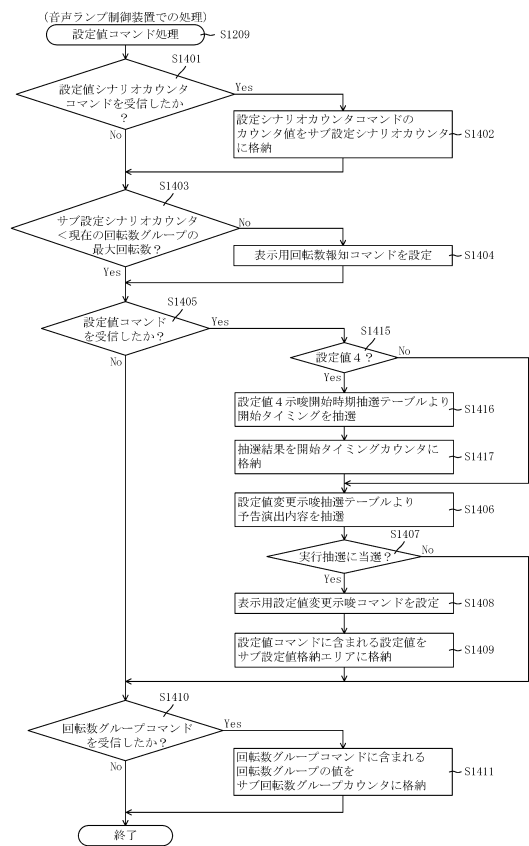 (音声ランプ制御装置での処理)
設定値コマンド処理
S1209
S1401
設定値シナリオカウンタ
コマンドを受信したか
?
Yes
No
設定シナリオカウンタコマンドの
カウンタ値をサブ設定シナリオカウンタ
に格納
S1402
S1403
サブ設定シナリオカウンタ
<現在の回転数グループの
最大回転数?
No
Yes
表示用回転数報知コマンドを設定
S1404
S1405
設定値コマンド
を受信したか?
Yes
No
S1415
設定値4?
No
Yes
設定値4示唆開始時期抽選テーブルより
開始タイミングを抽選
S1416
抽選結果を開始タイミングカウンタに
格納
S1417
設定値変更示唆抽選テーブルより
予告演出内容を抽選
S1406
S1407
実行抽選に当選?
No
Yes
表示用設定値変更示唆コマンドを設定
S1408
設定値コマンドに含まれる設定値を
サブ設定値格納エリアに格納
S1409
S1410
回転数グループコマンド
を受信したか?
Yes
No
回転数グループコマンドに含まれる
回転数グループの値を
サブ回転数グループカウンタに格納
S1411
終了